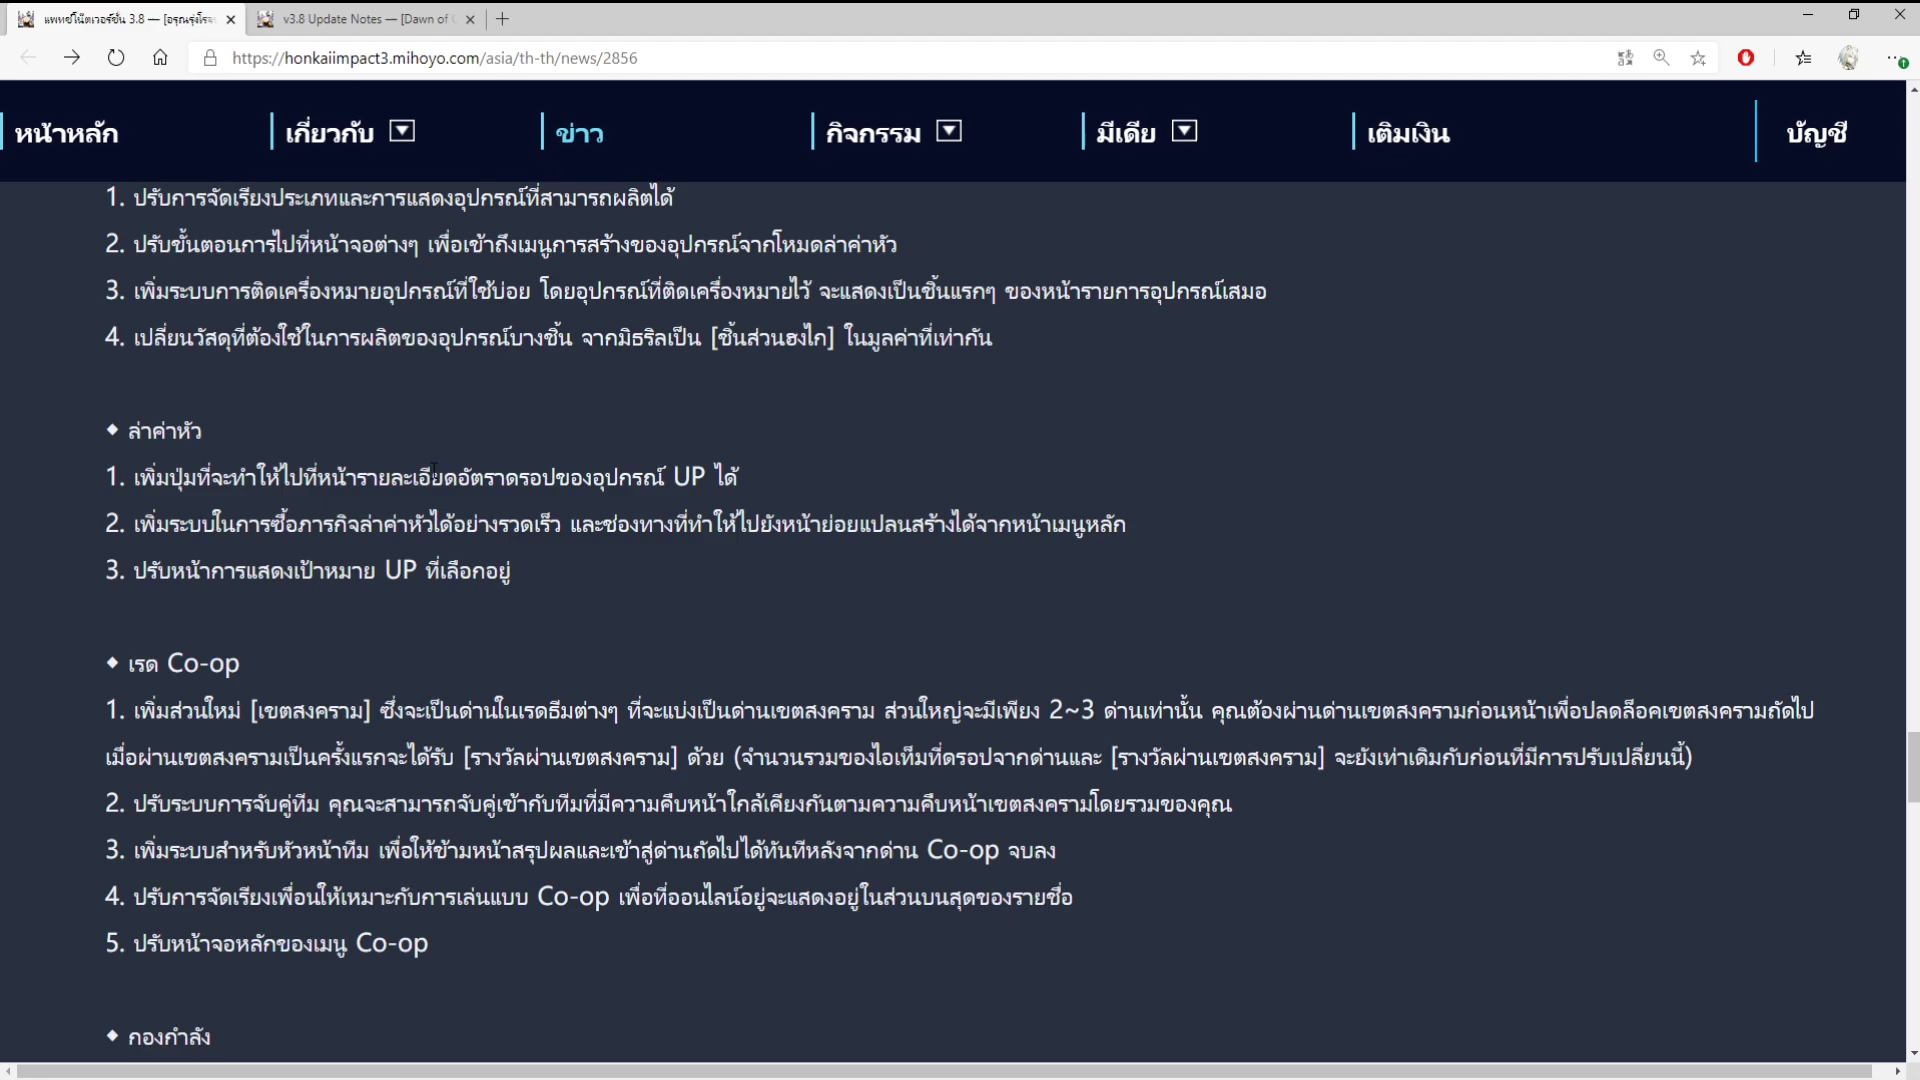 แพทช์โน้ตเวอร์ชั่น 3.8 — [อรุณรุ่ง
v3.8 Update Notes — [Dawn of
https://honkaiimpact3.mihoyo.com/asia/th-th/news/2856
หน้าหลัก เกี่ยวกับ ข่าว กิจกรรม มีเดีย เติมเงิน บัญชี
1. ปรับการจัดเรียงประเภทและการแสดงอุปกรณ์ที่สามารถผลิตได้
2. ปรับขั้นตอนการไปที่หน้าจอต่างๆ เพื่อเข้าถึงเมนูการสร้างของอุปกรณ์จากโหมดล่าค่าหัว
3. เพิ่มระบบการติดเครื่องหมายอุปกรณ์ที่ใช้บ่อย โดยอุปกรณ์ที่ติดเครื่องหมายไว้ จะแสดงเป็นชิ้นแรกๆ ของหน้ารายการอุปกรณ์เสมอ
4. เปลี่ยนวัสดุที่ต้องใช้ในการผลิตของอุปกรณ์บางชิ้น จากมิธริลเป็น [ชิ้นส่วนฮงไก] ในมูลค่าที่เท่ากัน
◆ ล่าค่าหัว
1. เพิ่มปุ่มที่จะทำให้ไปที่หน้ารายละเอียดอัตราดรอปของอุปกรณ์ UP ได้
2. เพิ่มระบบในการซื้อภารกิจล่าค่าหัวได้อย่างรวดเร็ว และช่องทางที่ทำให้ไปยังหน้าย่อยแปลนสร้างได้จากหน้าเมนูหลัก
3. ปรับหน้าการแสดงเป้าหมาย UP ที่เลือกอยู่
◆ เรด Co-op
1. เพิ่มส่วนใหม่ [เขตสงคราม] ซึ่งจะเป็นด่านในเรดธีมต่างๆ ที่จะแบ่งเป็นด่านเขตสงคราม ส่วนใหญ่จะมีเพียง 2~3 ด่านเท่านั้น คุณต้องผ่านด่านเขตสงครามก่อนหน้าเพื่อปลดล็อคเขตสงครามถัดไป
เมื่อผ่านเขตสงครามเป็นครั้งแรกจะได้รับ [รางวัลผ่านเขตสงคราม] ด้วย (จำนวนรวมของไอเท็มที่ดรอปจากด่านและ [รางวัลผ่านเขตสงคราม] จะยังเท่าเดิมกับก่อนที่มีการปรับเปลี่ยนนี้)
2. ปรับระบบการจับคู่ทีม คุณจะสามารถจับคู่เข้ากับทีมที่มีความคืบหน้าใกล้เคียงกันตามความคืบหน้าเขตสงครามโดยรวมของคุณ
3. เพิ่มระบบสำหรับหัวหน้าทีม เพื่อให้ข้ามหน้าสรุปผลและเข้าสู่ด่านถัดไปได้ทันทีหลังจากด่าน Co-op จบลง
4. ปรับการจัดเรียงเพื่อนให้เหมาะกับการเล่นแบบ Co-op เพื่อที่ออนไลน์อยู่จะแสดงอยู่ในส่วนบนสุดของรายชื่อ
5. ปรับหน้าจอหลักของเมนู Co-op
◆ กองกำลัง